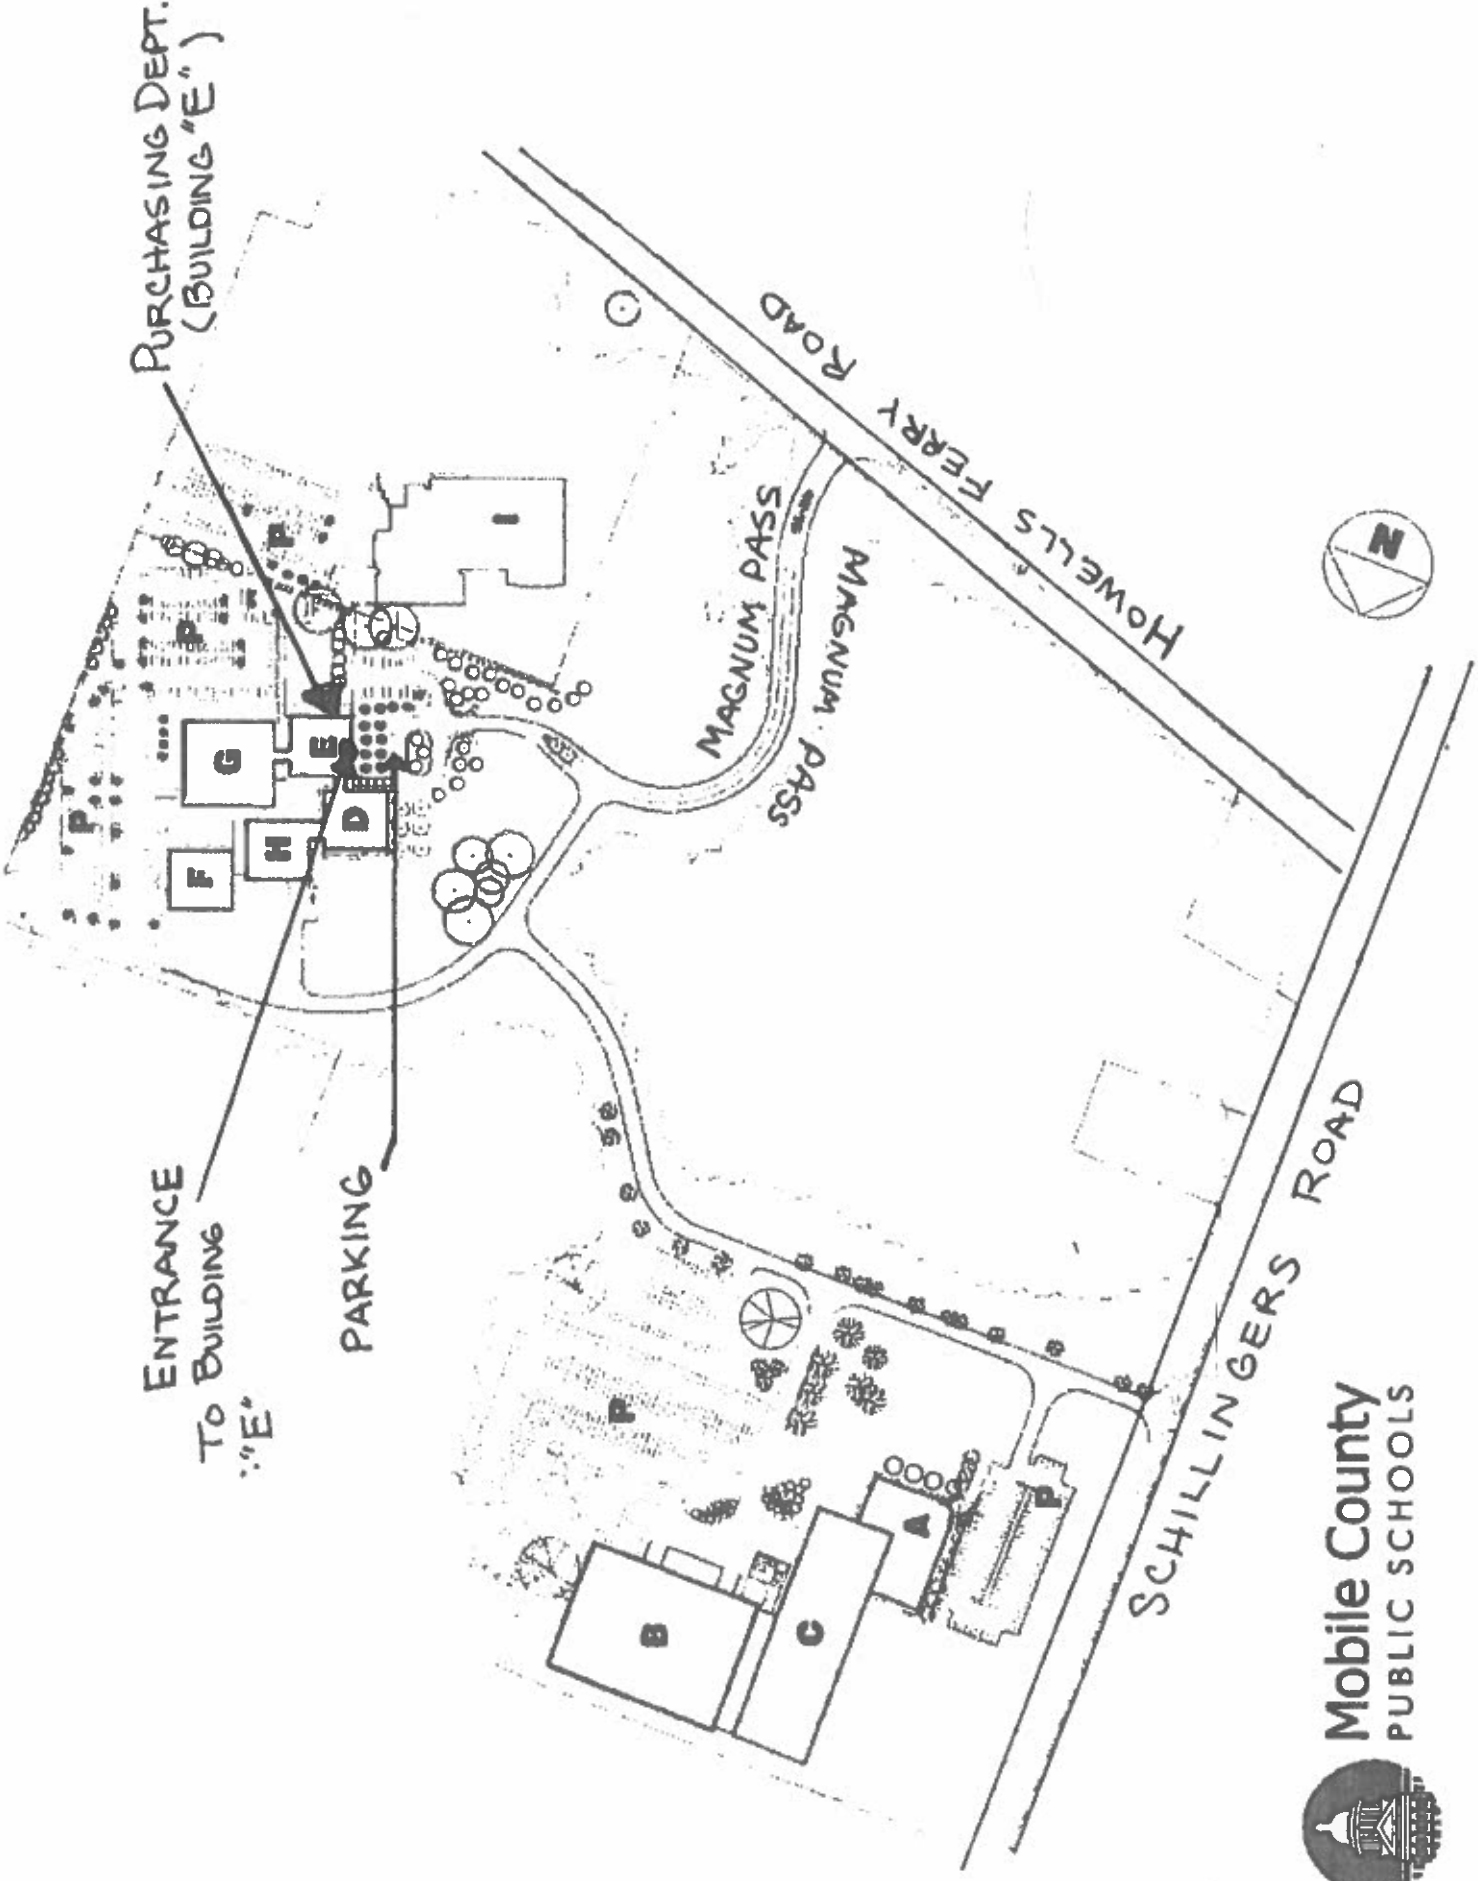 PURCHASING DEPT.
(BUILDING "E")
ENTRANCE
TO BUILDING
"E"
PARKING
P
P
P
P
P
G
E
F
H
D
I
MAGNUM PASS
MAGNUM PASS
HOWELLS FERRY ROAD
N
B
C
A
SCHILLINGERS ROAD
Mobile County
PUBLIC SCHOOLS